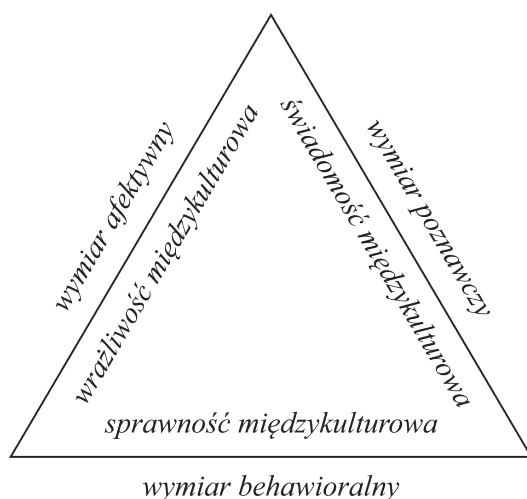 wymiar afektywny
wrażliwość międzykulturowa
świadomość międzykulturowa
wymiar poznawczy
sprawność międzykulturowa
wymiar behawioralny